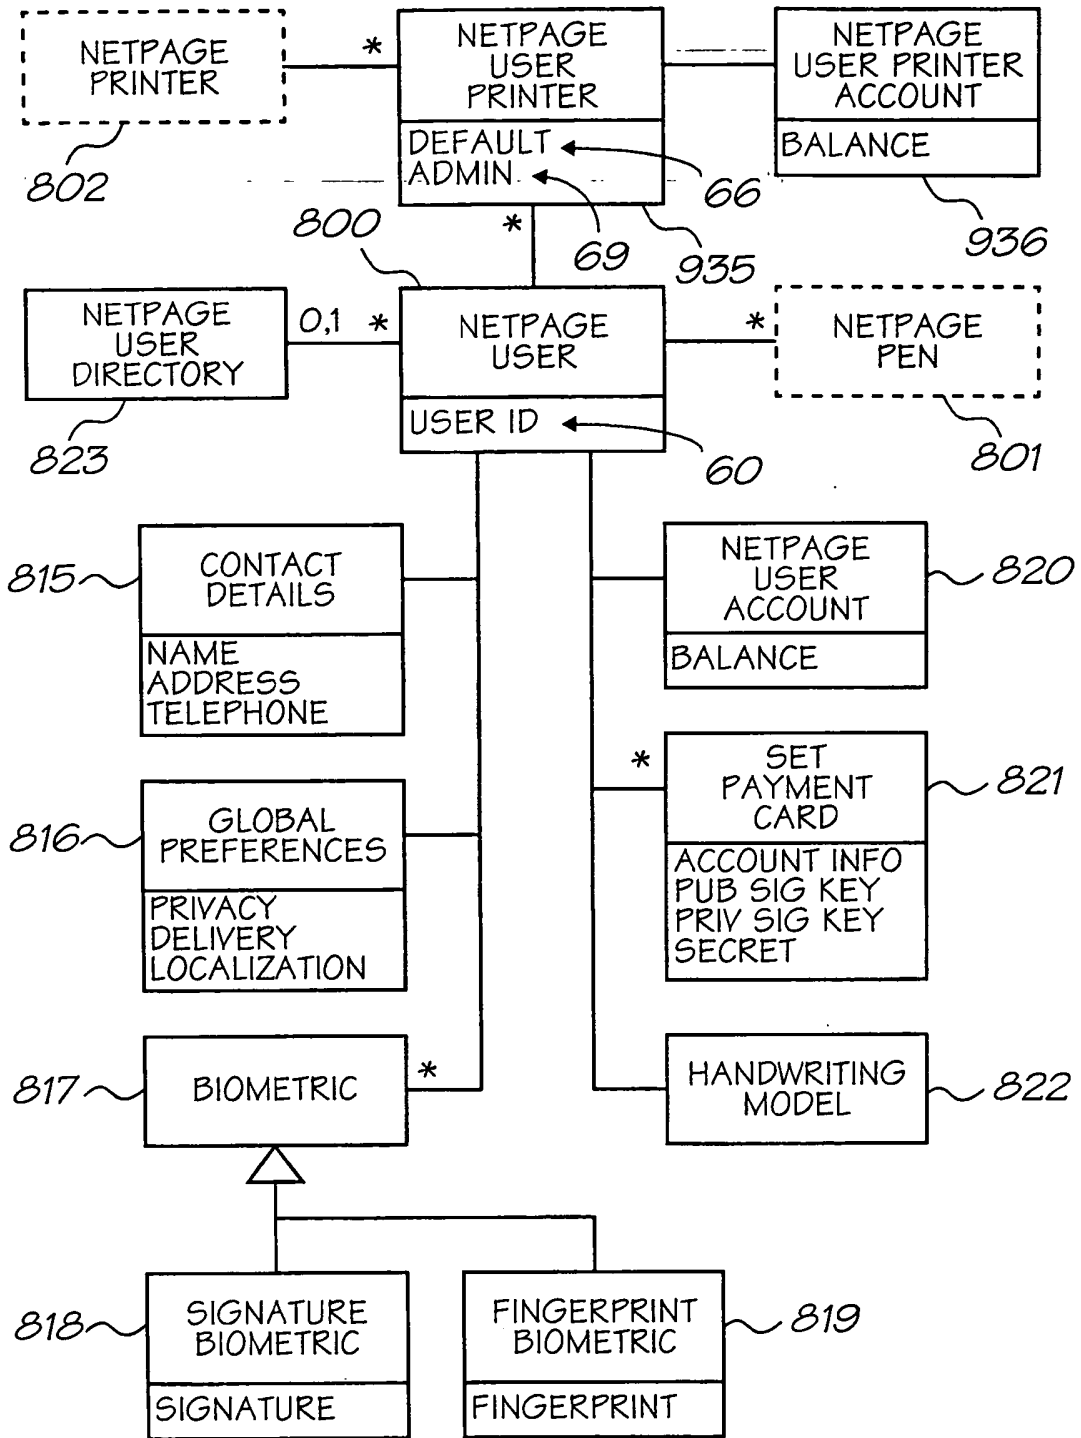 NETPAGE
PRINTER
802
*
NETPAGE
USER
PRINTER
DEFAULT
ADMIN
66
69
935
*
NETPAGE
USER PRINTER
ACCOUNT
BALANCE
936
800
NETPAGE
USER
DIRECTORY
823
0,1 *
NETPAGE
USER
USER ID
60
*
NETPAGE
PEN
801
815
CONTACT
DETAILS
NAME
ADDRESS
TELEPHONE
NETPAGE
USER
ACCOUNT
BALANCE
820
816
GLOBAL
PREFERENCES
PRIVACY
DELIVERY
LOCALIZATION
*
SET
PAYMENT
CARD
ACCOUNT INFO
PUB SIG KEY
PRIV SIG KEY
SECRET
821
817
BIOMETRIC
*
HANDWRITING
MODEL
822
818
SIGNATURE
BIOMETRIC
SIGNATURE
FINGERPRINT
BIOMETRIC
FINGERPRINT
819